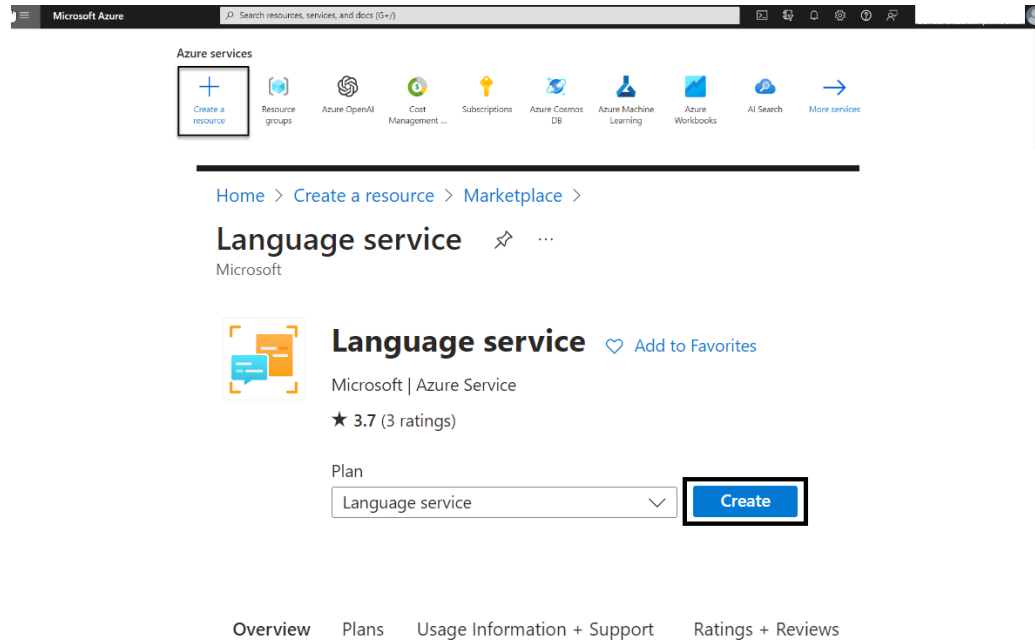 Microsoft Azure
Search resources, services, and docs (G+/)
Azure services
Create a resource
Resource groups
Azure OpenAI
Cost Management ...
Subscriptions
Azure Cosmos DB
Azure Machine Learning
Azure Workbooks
AI Search
More services
Home > Create a resource > Marketplace >
Language service
Microsoft
Language service
Add to Favorites
Microsoft | Azure Service
★ 3.7 (3 ratings)
Plan
Language service
Create
Overview Plans Usage Information + Support Ratings + Reviews